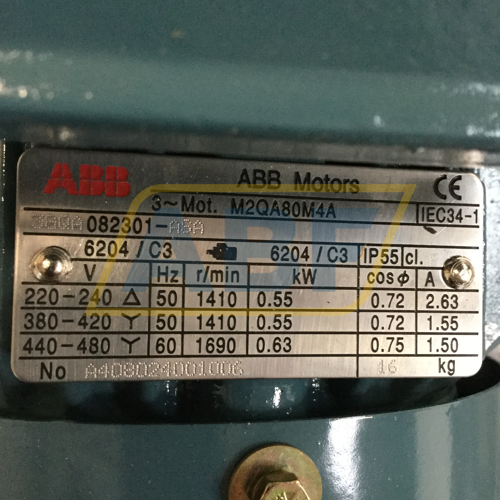 ABB ABB Motors CE
3~Mot. M2QA80M4A IEC34-1
082301-ASA
6204/C3 6204/C3 IP55 cl.
V Hz r/min kW cosϕ A
220-240 Δ 50 1410 0.55 0.72 2.63
380-420 Y 50 1410 0.55 0.72 1.55
440-480 Y 60 1690 0.63 0.75 1.50
No A408024001006 16 kg